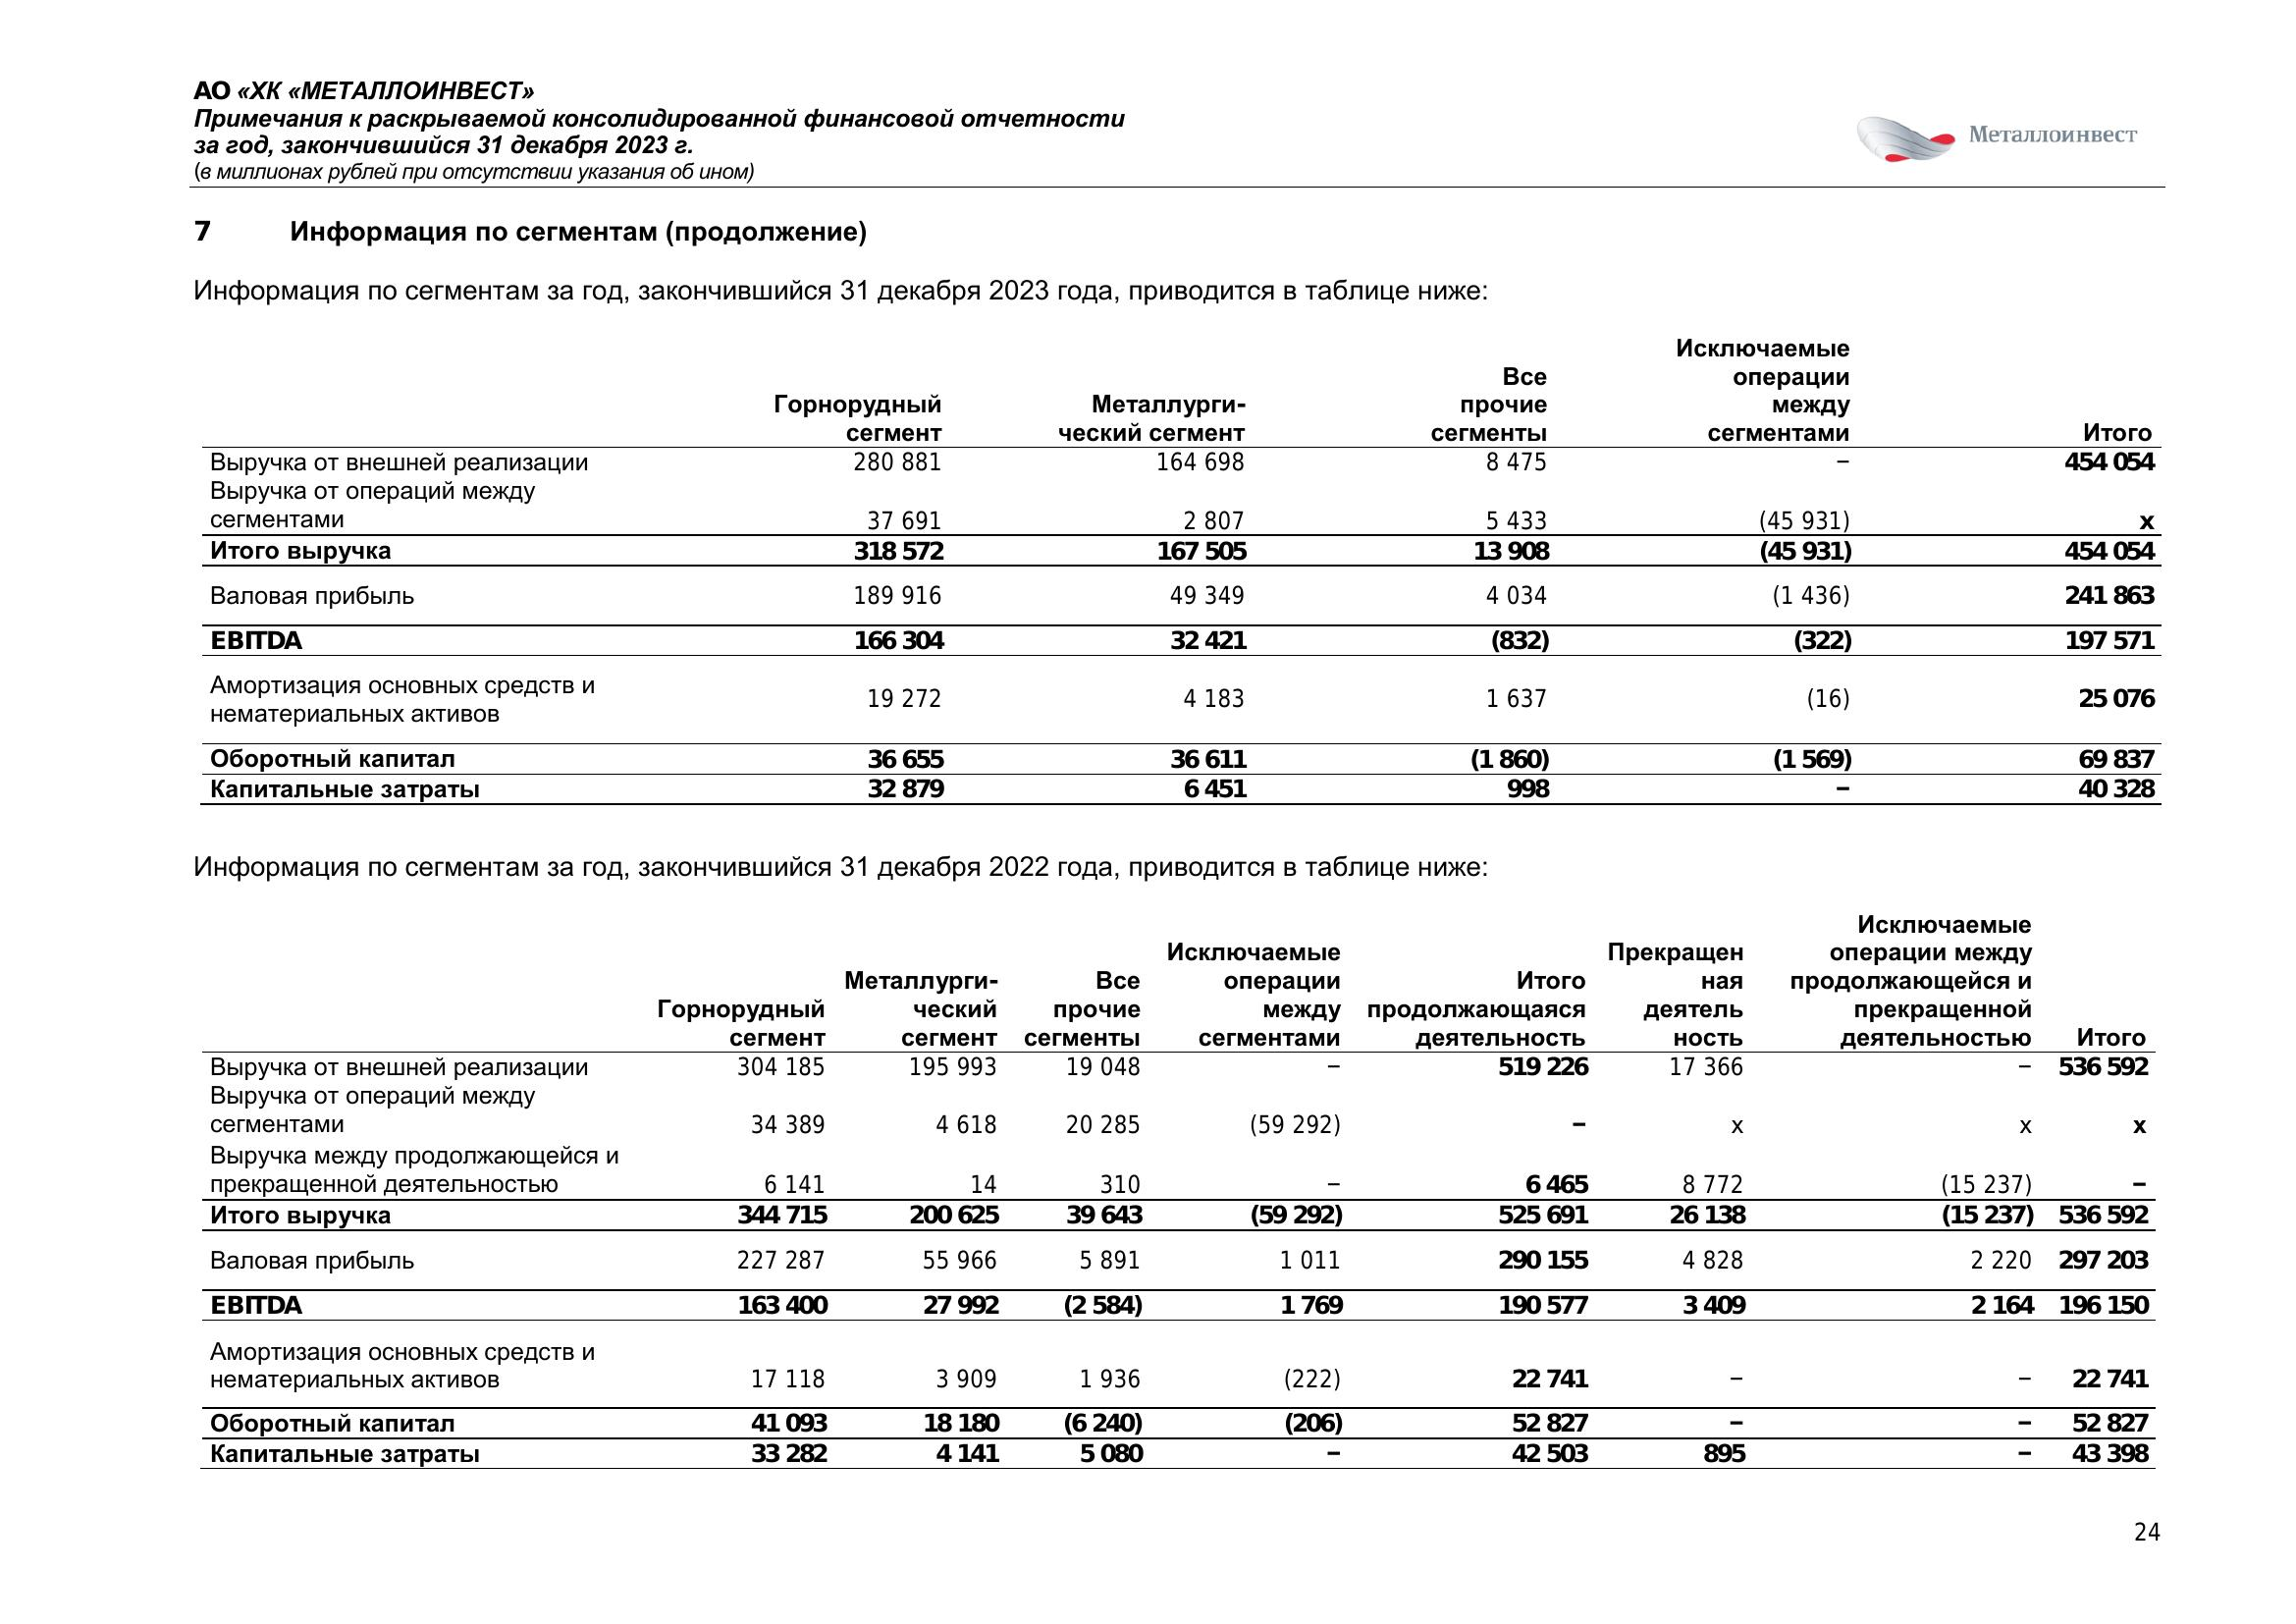 АО «ХК «МЕТАЛЛОИНВЕСТ»
Примечания к раскрываемой консолидированной финансовой отчетности
за год, закончившийся 31 декабря 2023 г.
(в миллионах рублей при отсутствии указания об ином)
Металлоинвест
7 Информация по сегментам (продолжение)
Информация по сегментам за год, закончившийся 31 декабря 2023 года, приводится в таблице ниже:
Исключаемые
Все операции
Горнорудный Металлурги- прочие между
сегмент ческий сегмент сегменты сегментами Итого
Выручка от внешней реализации 280 881 164 698 8 475 – 454 054
Выручка от операций между
сегментами 37 691 2 807 5 433 (45 931) x
Итого выручка 318 572 167 505 13 908 (45 931) 454 054
Валовая прибыль 189 916 49 349 4 034 (1 436) 241 863
EBITDA 166 304 32 421 (832) (322) 197 571
Амортизация основных средств и
нематериальных активов 19 272 4 183 1 637 (16) 25 076
Оборотный капитал 36 655 36 611 (1 860) (1 569) 69 837
Капитальные затраты 32 879 6 451 998 – 40 328
Информация по сегментам за год, закончившийся 31 декабря 2022 года, приводится в таблице ниже:
Исключаемые
Исключаемые Прекращен операции между
Металлурги- Все операции Итого ная продолжающейся и
Горнорудный ческий прочие между продолжающаяся деятель прекращенной
сегмент сегмент сегменты сегментами деятельность ность деятельностью Итого
Выручка от внешней реализации 304 185 195 993 19 048 – 519 226 17 366 – 536 592
Выручка от операций между
сегментами 34 389 4 618 20 285 (59 292) – x x x
Выручка между продолжающейся и
прекращенной деятельностью 6 141 14 310 – 6 465 8 772 (15 237) –
Итого выручка 344 715 200 625 39 643 (59 292) 525 691 26 138 (15 237) 536 592
Валовая прибыль 227 287 55 966 5 891 1 011 290 155 4 828 2 220 297 203
EBITDA 163 400 27 992 (2 584) 1 769 190 577 3 409 2 164 196 150
Амортизация основных средств и
нематериальных активов 17 118 3 909 1 936 (222) 22 741 – – 22 741
Оборотный капитал 41 093 18 180 (6 240) (206) 52 827 – – 52 827
Капитальные затраты 33 282 4 141 5 080 – 42 503 895 – 43 398
24